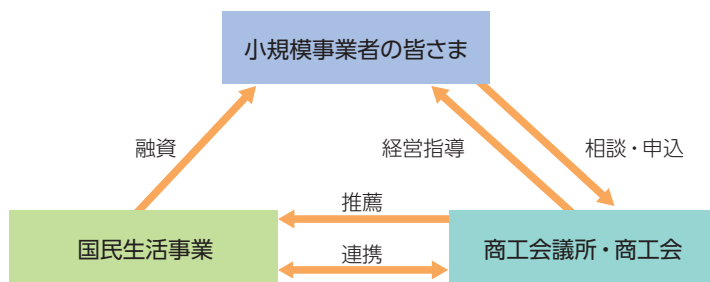 小規模事業者の皆さま
融資
経営指導
相談・申込
推薦
国民生活事業
商工会議所・商工会
連携